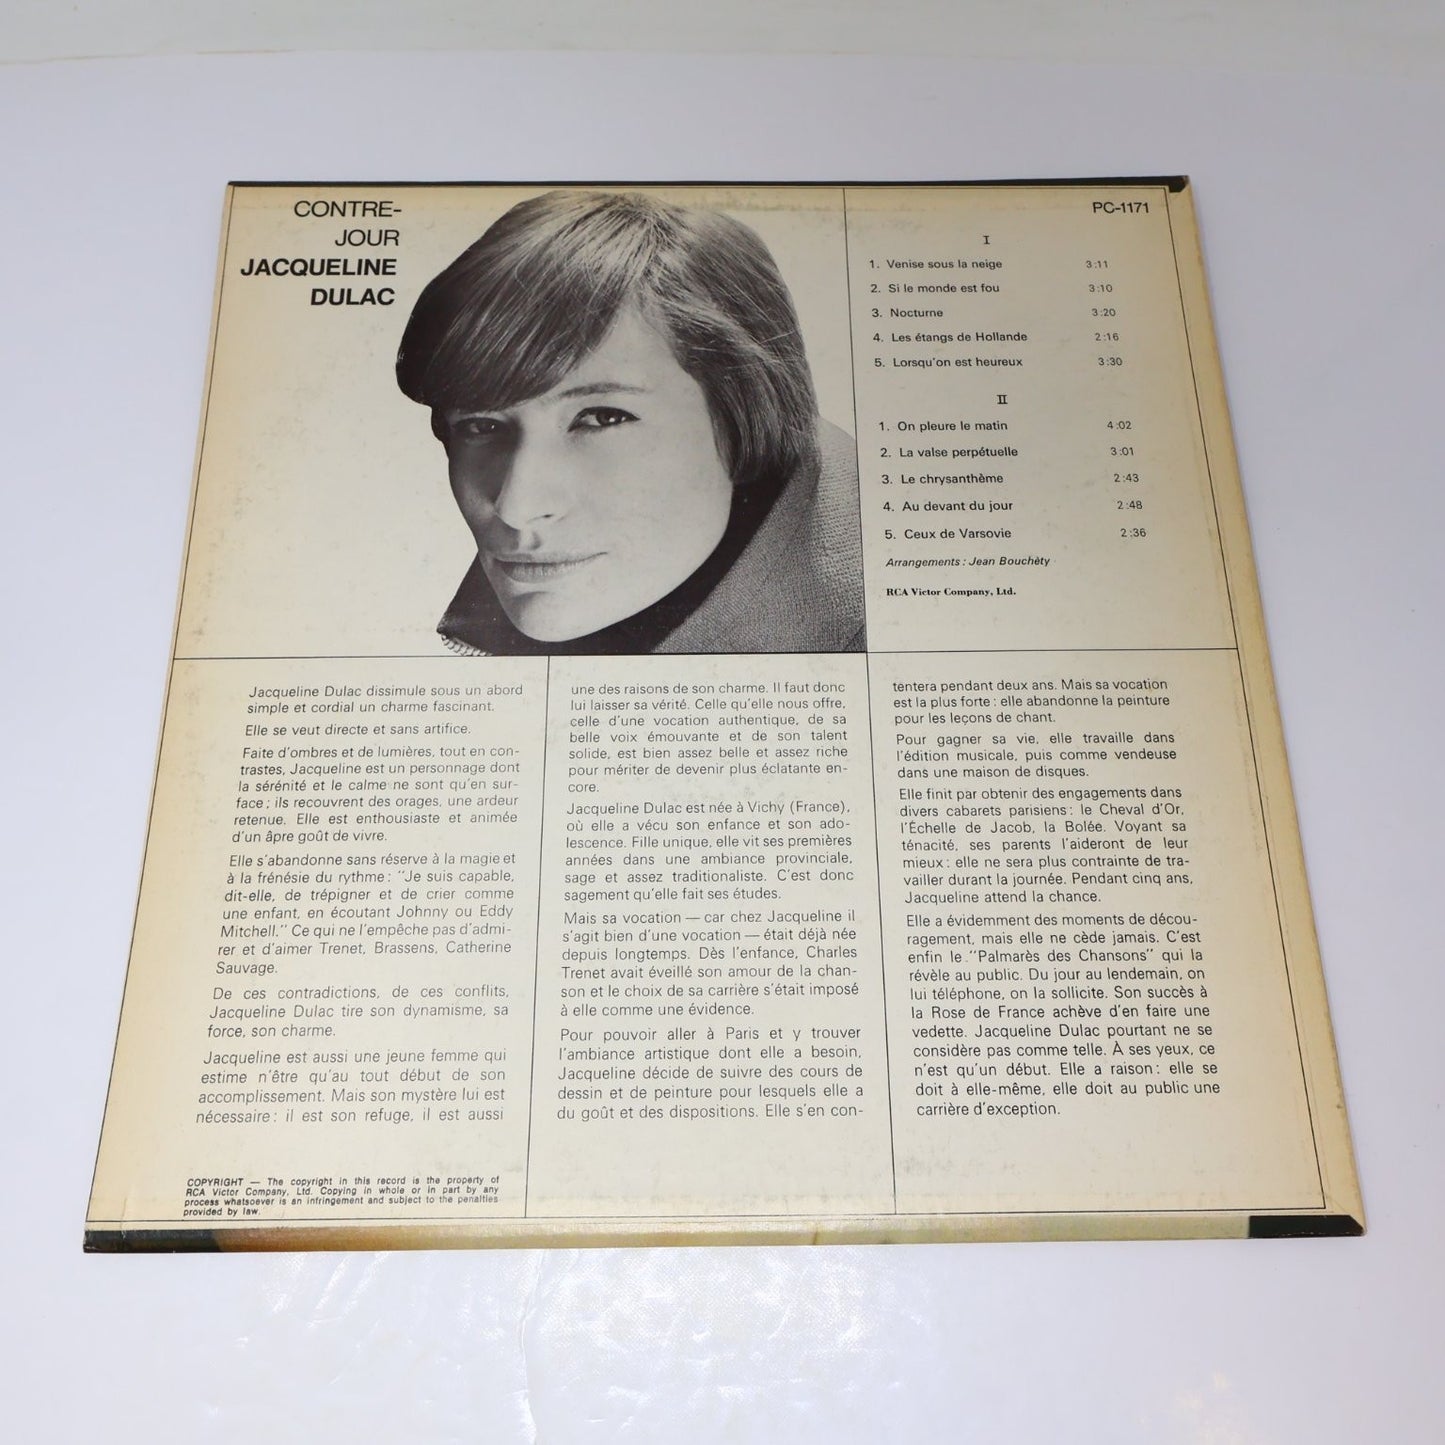 CONTRE-
JOUR
JACQUELINE
DULAC
PC-1171
I
1. Venise sous la neige 3:11
2. Si le monde est fou 3:10
3. Nocturne 3:20
4. Les étangs de Hollande 2:16
5. Lorsqu'on est heureux 3:30
II
1. On pleure le matin 4:02
2. La valse perpétuelle 3:01
3. Le chrysanthème 2:43
4. Au devant du jour 2:48
5. Ceux de Varsovie 2:36
Arrangements : Jean Bouchèty
RCA Victor Company, Ltd.
Jacqueline Dulac dissimule sous un abord
simple et cordial un charme fascinant.
Elle se veut directe et sans artifice.
Faite d'ombres et de lumières, tout en con-
trastes, Jacqueline est un personnage dont
la sérénité et le calme ne sont qu'en sur-
face ; ils recouvrent des orages, une ardeur
retenue. Elle est enthousiaste et animée
d'un âpre goût de vivre.
Elle s'abandonne sans réserve à la magie et
à la frénésie du rythme : "Je suis capable,
dit-elle, de trépigner et de crier comme
une enfant, en écoutant Johnny ou Eddy
Mitchell." Ce qui ne l'empêche pas d'admi-
rer et d'aimer Trenet, Brassens, Catherine
Sauvage.
De ces contradictions, de ces conflits,
Jacqueline Dulac tire son dynamisme, sa
force, son charme.
Jacqueline est aussi une jeune femme qui
estime n'être qu'au tout début de son
accomplissement. Mais son mystère lui est
nécessaire : il est son refuge, il est aussi
une des raisons de son charme. Il faut donc
lui laisser sa vérité. Celle qu'elle nous offre,
celle d'une vocation authentique, de sa
belle voix émouvante et de son talent
solide, est bien assez belle et assez riche
pour mériter de devenir plus éclatante en-
core.
Jacqueline Dulac est née à Vichy (France),
où elle a vécu son enfance et son ado-
lescence. Fille unique, elle vit ses premières
années dans une ambiance provinciale,
sage et assez traditionaliste. C'est donc
sagement qu'elle fait ses études.
Mais sa vocation — car chez Jacqueline il
s'agit bien d'une vocation — était déjà née
depuis longtemps. Dès l'enfance, Charles
Trenet avait éveillé son amour de la chan-
son et le choix de sa carrière s'était imposé
à elle comme une évidence.
Pour pouvoir aller à Paris et y trouver
l'ambiance artistique dont elle a besoin,
Jacqueline décide de suivre des cours de
dessin et de peinture pour lesquels elle a
du goût et des dispositions. Elle s'en con-
tentera pendant deux ans. Mais sa vocation
est la plus forte : elle abandonne la peinture
pour les leçons de chant.
Pour gagner sa vie, elle travaille dans
l'édition musicale, puis comme vendeuse
dans une maison de disques.
Elle finit par obtenir des engagements dans
divers cabarets parisiens : le Cheval d'Or,
l'Échelle de Jacob, la Bolée. Voyant sa
ténacité, ses parents l'aideront de leur
mieux : elle ne sera plus contrainte de tra-
vailler durant la journée. Pendant cinq ans,
Jacqueline attend la chance.
Elle a évidemment des moments de décou-
ragement, mais elle ne cède jamais. C'est
enfin le "Palmarès des Chansons" qui la
révèle au public. Du jour au lendemain, on
lui téléphone, on la sollicite. Son succès à
la Rose de France achève d'en faire une
vedette. Jacqueline Dulac pourtant ne se
considère pas comme telle. À ses yeux, ce
n'est qu'un début. Elle a raison : elle se
doit à elle-même, elle doit au public une
carrière d'exception.
COPYRIGHT — The copyright in this record is the property of
RCA Victor Company, Ltd. Copying in whole or in part by any
process whatsoever is an infringement and subject to the penalties
provided by law.